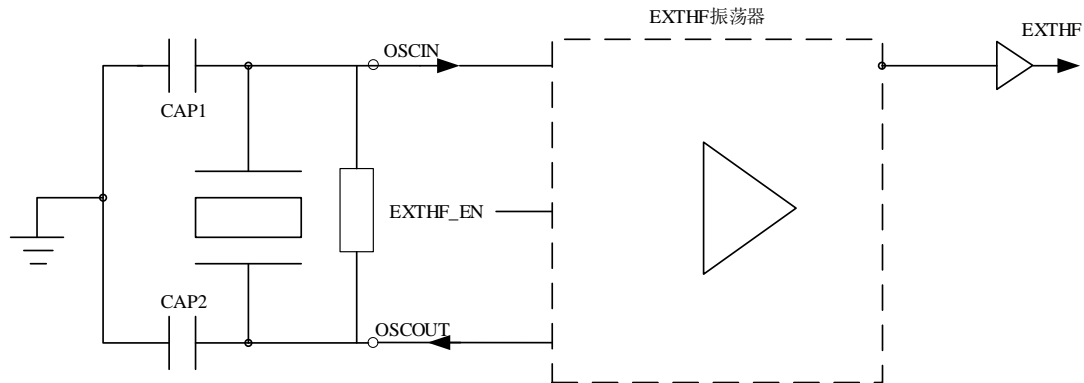 EXTHF振荡器
EXTHF
OSCIN
CAP1
EXTHF_EN
CAP2
OSCOUT